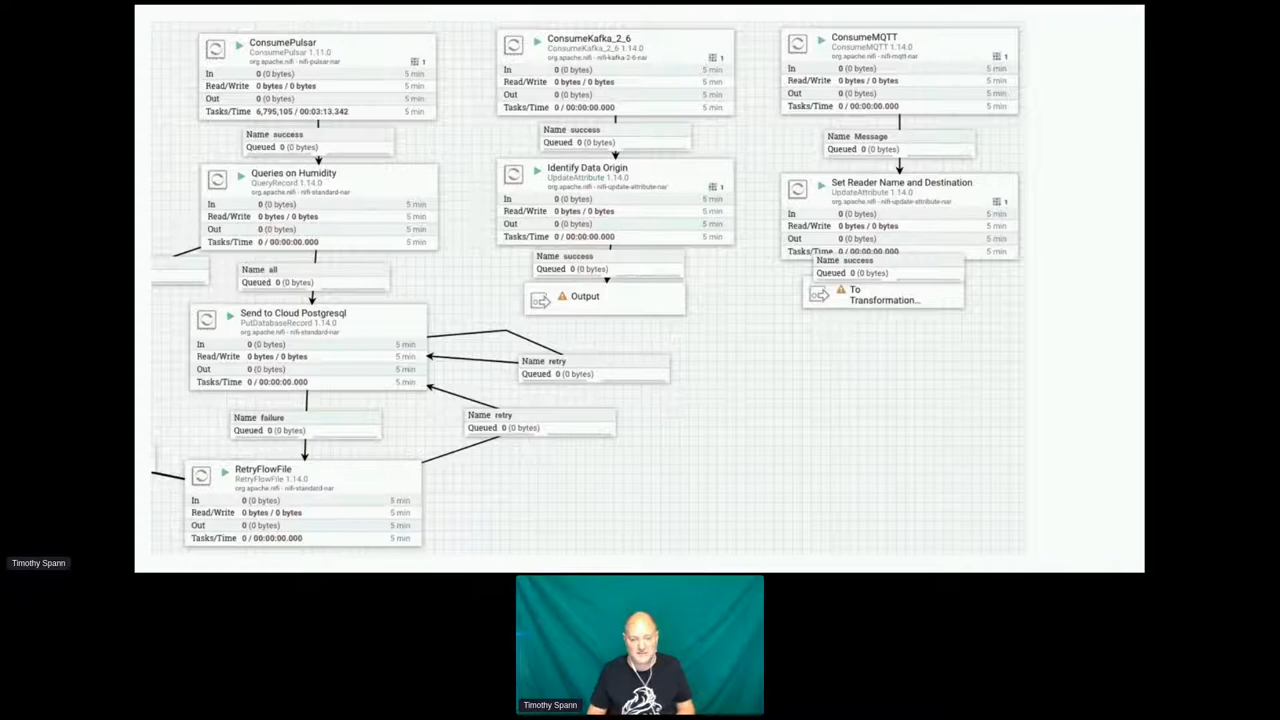 ConsumePulsar
ConsumePulsar 1.11.0
org.apache.nifi - nifi-pulsar-nar
1
In 0 (0 bytes) 5 min
Read/Write 0 bytes / 0 bytes 5 min
Out 0 (0 bytes) 5 min
Tasks/Time 6,795,105 / 00:03:13.342 5 min
Name success
Queued 0 (0 bytes)
Queries on Humidity
QueryRecord 1.14.0
org.apache.nifi - nifi-standard-nar
In 0 (0 bytes) 5 min
Read/Write 0 bytes / 0 bytes 5 min
Out 0 (0 bytes) 5 min
Tasks/Time 0 / 00:00:00.000 5 min
Name all
Queued 0 (0 bytes)
Send to Cloud Postgresql
PutDatabaseRecord 1.14.0
org.apache.nifi - nifi-standard-nar
In 0 (0 bytes) 5 min
Read/Write 0 bytes / 0 bytes 5 min
Out 0 (0 bytes) 5 min
Tasks/Time 0 / 00:00:00.000 5 min
Name retry
Queued 0 (0 bytes)
Name failure
Queued 0 (0 bytes)
Name retry
Queued 0 (0 bytes)
RetryFlowFile
RetryFlowFile 1.14.0
org.apache.nifi - nifi-standard-nar
In 0 (0 bytes) 5 min
Read/Write 0 bytes / 0 bytes 5 min
Out 0 (0 bytes) 5 min
Tasks/Time 0 / 00:00:00.000 5 min
ConsumeKafka_2_6
ConsumeKafka_2_6 1.14.0
org.apache.nifi - nifi-kafka-2-6-nar
1
In 0 (0 bytes) 5 min
Read/Write 0 bytes / 0 bytes 5 min
Out 0 (0 bytes) 5 min
Tasks/Time 0 / 00:00:00.000 5 min
Name success
Queued 0 (0 bytes)
Identify Data Origin
UpdateAttribute 1.14.0
org.apache.nifi - nifi-update-attribute-nar
1
In 0 (0 bytes) 5 min
Read/Write 0 bytes / 0 bytes 5 min
Out 0 (0 bytes) 5 min
Tasks/Time 0 / 00:00:00.000 5 min
Name success
Queued 0 (0 bytes)
Output
ConsumeMQTT
ConsumeMQTT 1.14.0
org.apache.nifi - nifi-mqtt-nar
1
In 0 (0 bytes) 5 min
Read/Write 0 bytes / 0 bytes 5 min
Out 0 (0 bytes) 5 min
Tasks/Time 0 / 00:00:00.000 5 min
Name Message
Queued 0 (0 bytes)
Set Reader Name and Destination
UpdateAttribute 1.14.0
org.apache.nifi - nifi-update-attribute-nar
1
In 0 (0 bytes) 5 min
Read/Write 0 bytes / 0 bytes 5 min
Out 0 (0 bytes) 5 min
Tasks/Time 0 / 00:00:00.000 5 min
Name success
Queued 0 (0 bytes)
To
Transformation...
Timothy Spann
Timothy Spann